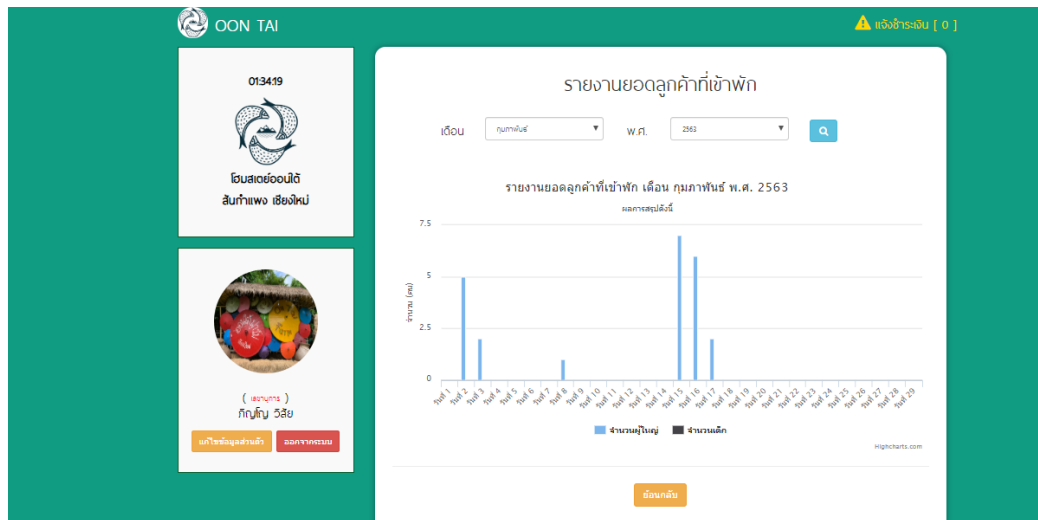 OON TAI
แจ้งชำระเงิน [ 0 ]
01:34:19
โฮมสเตย์ออนใต้
สันกำแพง เชียงใหม่
( เลขานุการ )
ภิญโญ วิสัย
แก้ไขข้อมูลส่วนตัว ออกจากระบบ
รายงานยอดลูกค้าที่เข้าพัก
เดือน กุมภาพันธ์ พ.ศ. 2563
รายงานยอดลูกค้าที่เข้าพัก เดือน กุมภาพันธ์ พ.ศ. 2563
ผลการสรุปดังนี้
จำนวน (คน)
7.5
5
2.5
0
วันที่ 1 วันที่ 2 วันที่ 3 วันที่ 4 วันที่ 5 วันที่ 6 วันที่ 7 วันที่ 8 วันที่ 9 วันที่ 10 วันที่ 11 วันที่ 12 วันที่ 13 วันที่ 14 วันที่ 15 วันที่ 16 วันที่ 17 วันที่ 18 วันที่ 19 วันที่ 20 วันที่ 21 วันที่ 22 วันที่ 23 วันที่ 24 วันที่ 25 วันที่ 26 วันที่ 27 วันที่ 28 วันที่ 29
จำนวนผู้ใหญ่ จำนวนเด็ก
Highcharts.com
ย้อนกลับ